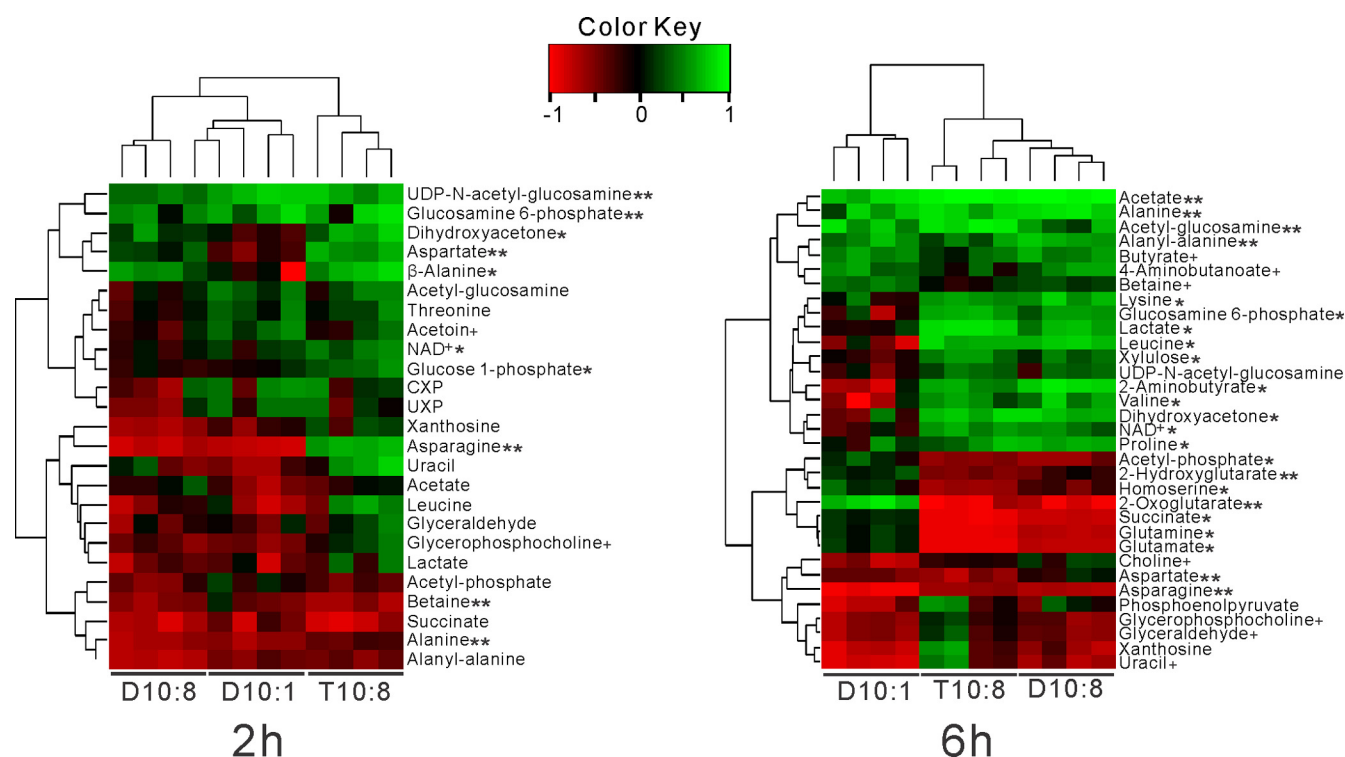 Color Key
-1 0 1
UDP-N-acetyl-glucosamine**
Glucosamine 6-phosphate**
Dihydroxyacetone*
Aspartate**
β-Alanine*
Acetyl-glucosamine
Threonine
Acetoin+
NAD+*
Glucose 1-phosphate*
CXP
UXP
Xanthosine
Asparagine**
Uracil
Acetate
Leucine
Glyceraldehyde
Glycerophosphocholine+
Lactate
Acetyl-phosphate
Betaine**
Succinate
Alanine**
Alanyl-alanine
D10:8 D10:1 T10:8
2h
Acetate**
Alanine**
Acetyl-glucosamine**
Alanyl-alanine**
Butyrate+
4-Aminobutanoate+
Betaine+
Lysine*
Glucosamine 6-phosphate*
Lactate*
Leucine*
Xylulose*
UDP-N-acetyl-glucosamine
2-Aminobutyrate*
Valine*
Dihydroxyacetone*
NAD+*
Proline*
Acetyl-phosphate*
2-Hydroxyglutarate**
Homoserine*
2-Oxoglutarate**
Succinate*
Glutamine*
Glutamate*
Choline+
Aspartate**
Asparagine**
Phosphoenolpyruvate
Glycerophosphocholine+
Glyceraldehyde+
Xanthosine
Uracil+
D10:1 T10:8 D10:8
6h